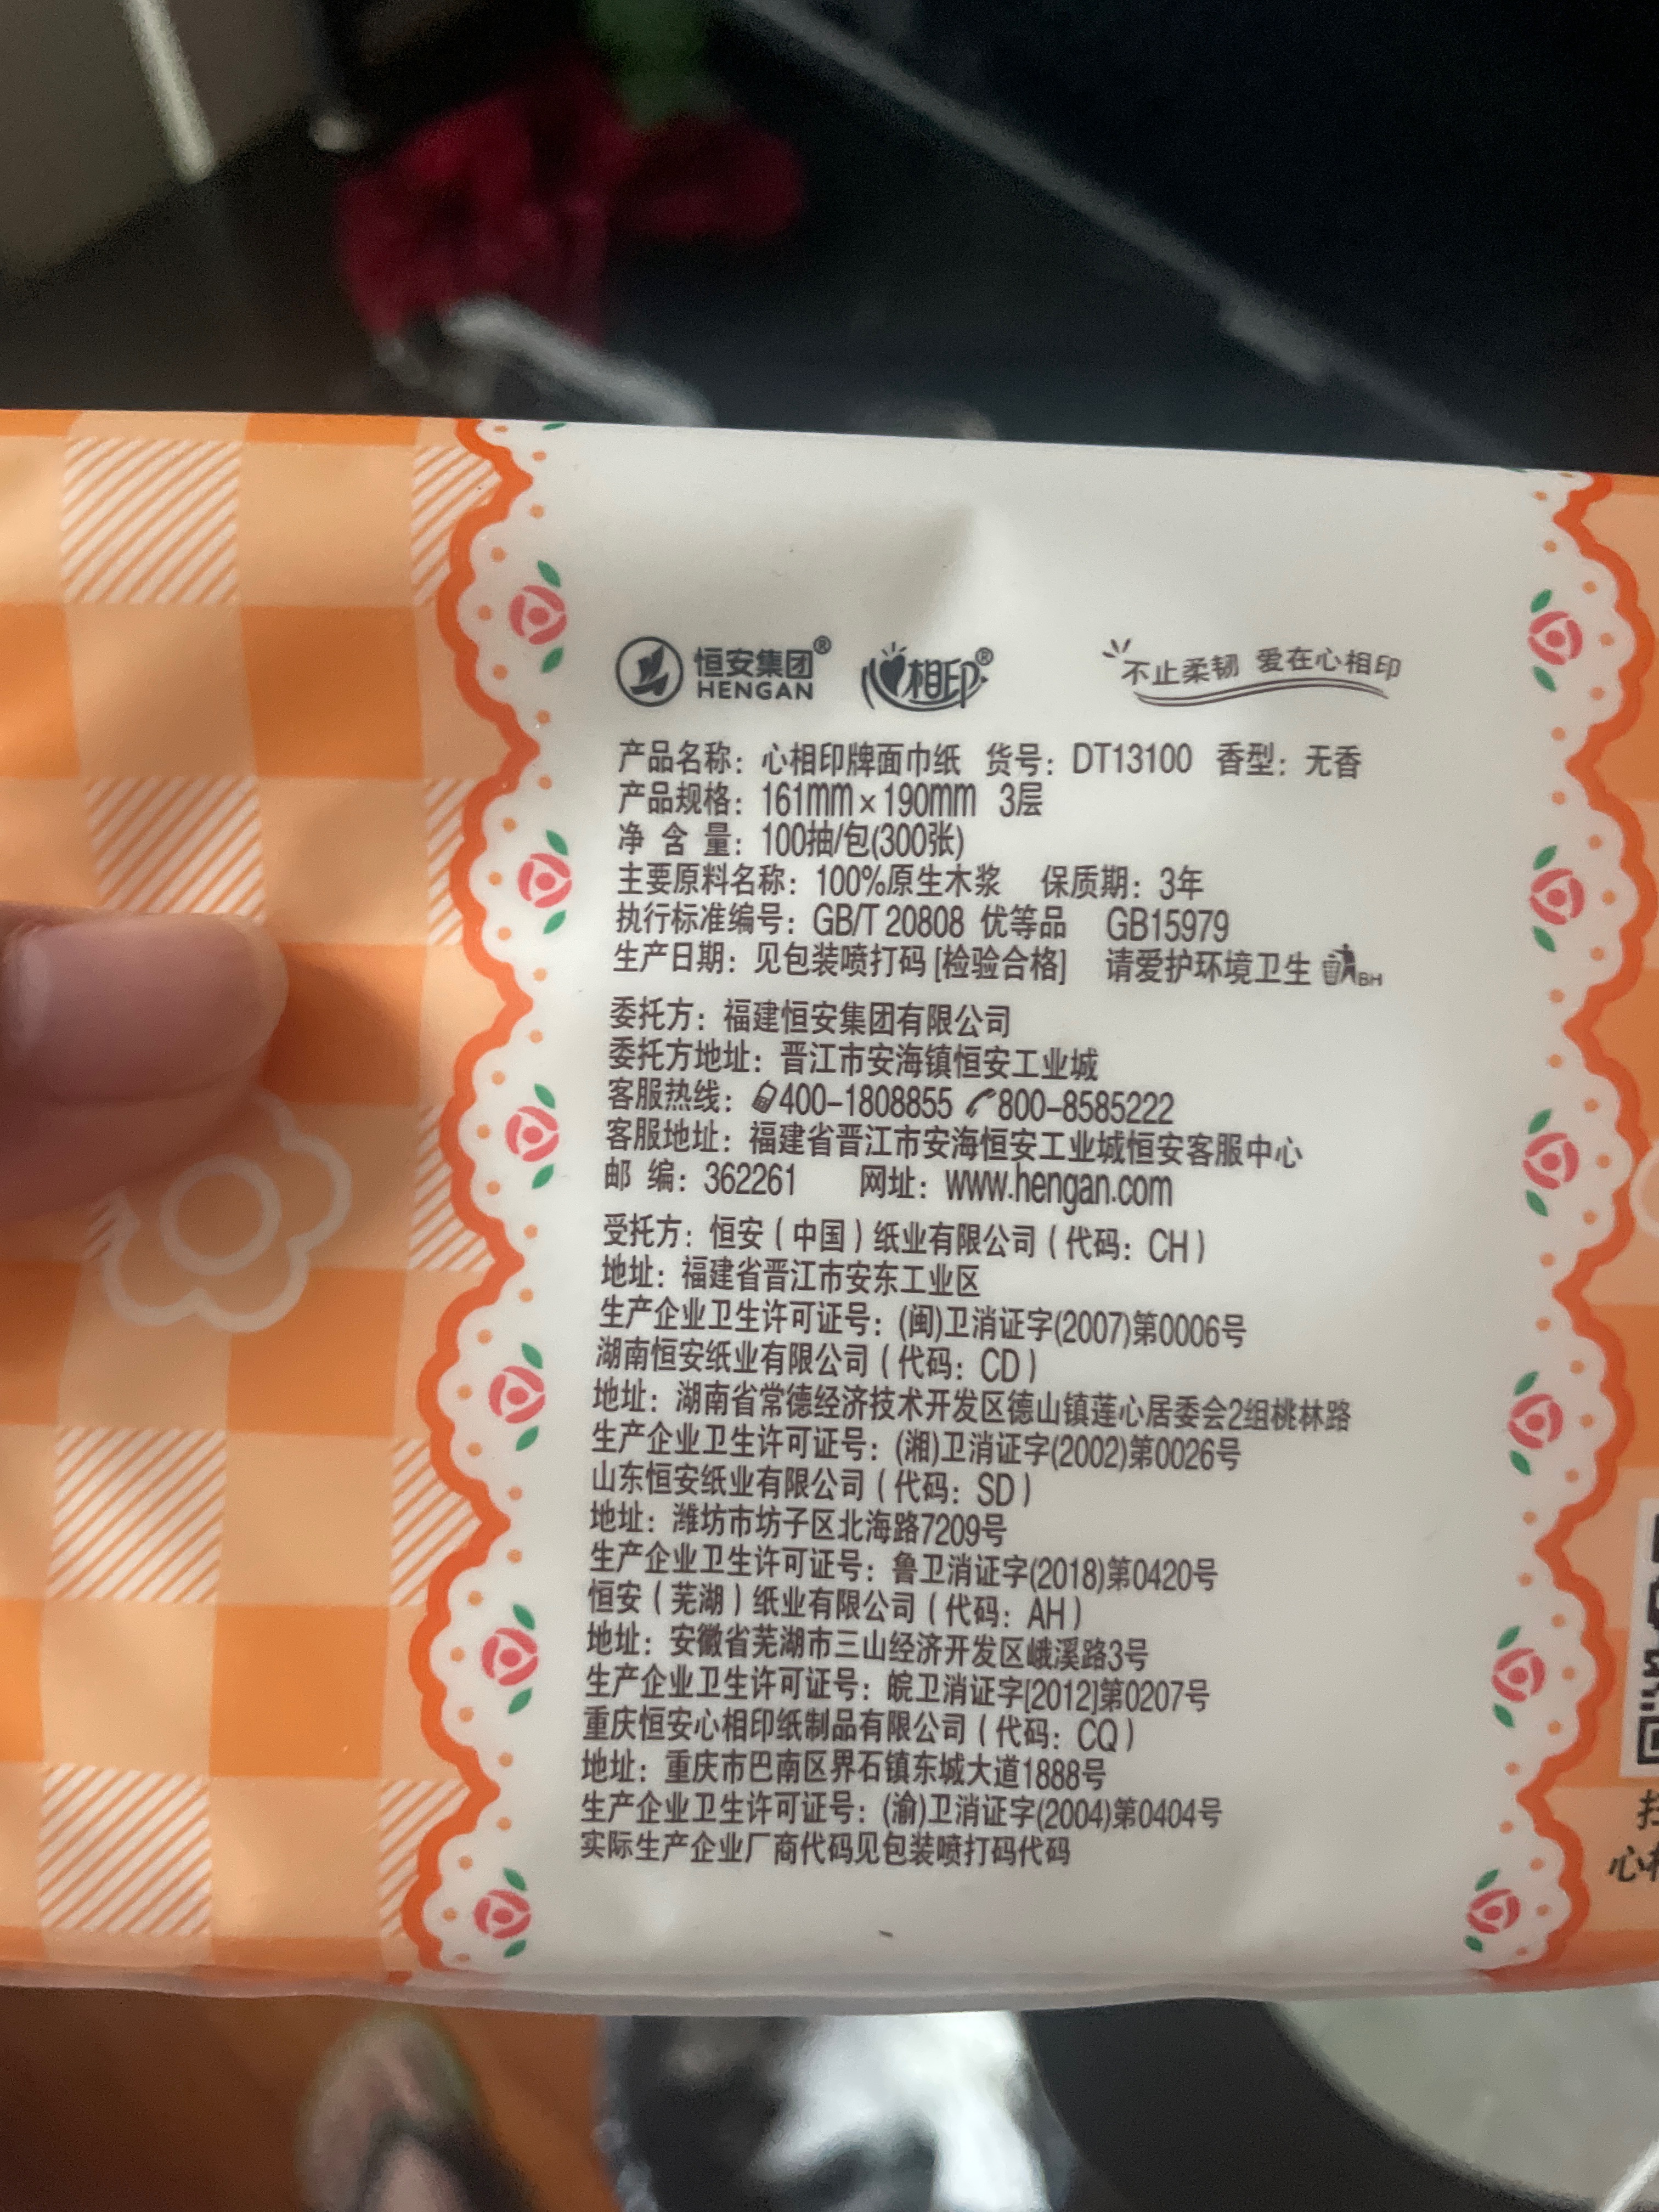 恒安集团®
HENGAN
心相印®
不止柔韧 爱在心相印
产品名称：心相印牌面巾纸 货号：DT13100 香型：无香
产品规格：161mm×190mm 3层
净 含 量：100抽/包(300张)
主要原料名称：100%原生木浆 保质期：3年
执行标准编号：GB/T 20808 优等品 GB15979
生产日期：见包装喷打码 [检验合格] 请爱护环境卫生 BH
委托方：福建恒安集团有限公司
委托方地址：晋江市安海镇恒安工业城
客服热线：400-1808855 800-8585222
客服地址：福建省晋江市安海恒安工业城恒安客服中心
邮 编：362261 网址：www.hengan.com
受托方：恒安（中国）纸业有限公司（代码：CH）
地址：福建省晋江市安东工业区
生产企业卫生许可证号：(闽)卫消证字(2007)第0006号
湖南恒安纸业有限公司（代码：CD）
地址：湖南省常德经济技术开发区德山镇莲心居委会2组桃林路
生产企业卫生许可证号：(湘)卫消证字(2002)第0026号
山东恒安纸业有限公司（代码：SD）
地址：潍坊市坊子区北海路7209号
生产企业卫生许可证号：鲁卫消证字(2018)第0420号
恒安（芜湖）纸业有限公司（代码：AH）
地址：安徽省芜湖市三山经济开发区峨溪路3号
生产企业卫生许可证号：皖卫消证字[2012]第0207号
重庆恒安心相印纸制品有限公司（代码：CQ）
地址：重庆市巴南区界石镇东城大道1888号
生产企业卫生许可证号：(渝)卫消证字(2004)第0404号
实际生产企业厂商代码见包装喷打码代码